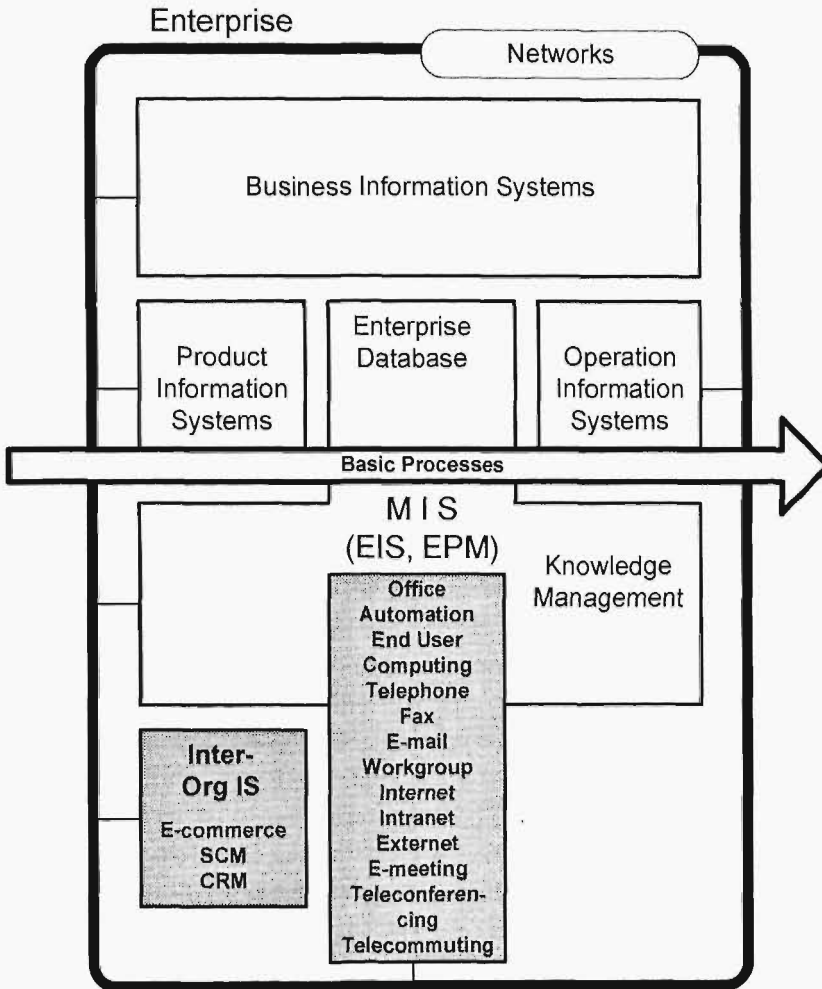 Enterprise
Networks
Business Information Systems
Product
Information
Systems
Enterprise
Database
Operation
Information
Systems
Basic Processes
M I S
(EIS, EPM)
Knowledge
Management
Office
Automation
End User
Computing
Telephone
Fax
E-mail
Workgroup
Internet
Intranet
Externet
E-meeting
Teleconferen-
cing
Telecommuting
Inter-
Org IS
E-commerce
SCM
CRM